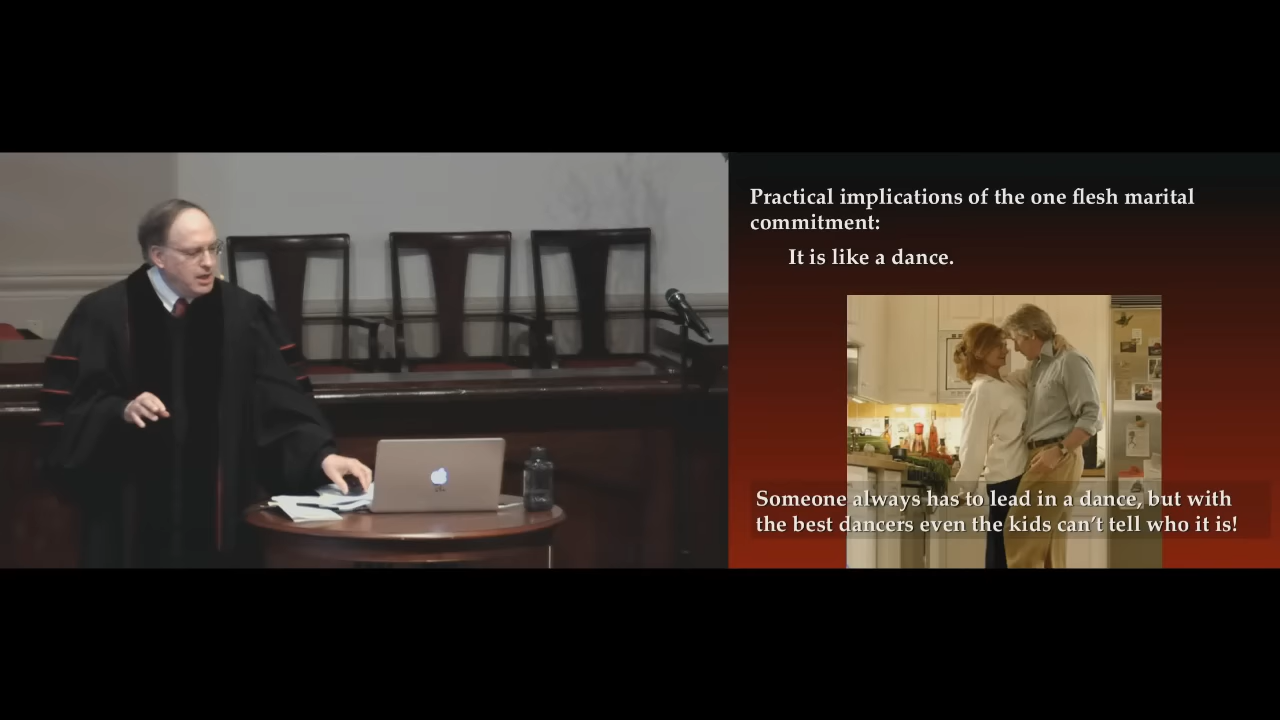 Practical implications of the one flesh marital
commitment:
It is like a dance.
Someone always has to lead in a dance, but with
the best dancers even the kids can't tell who it is!